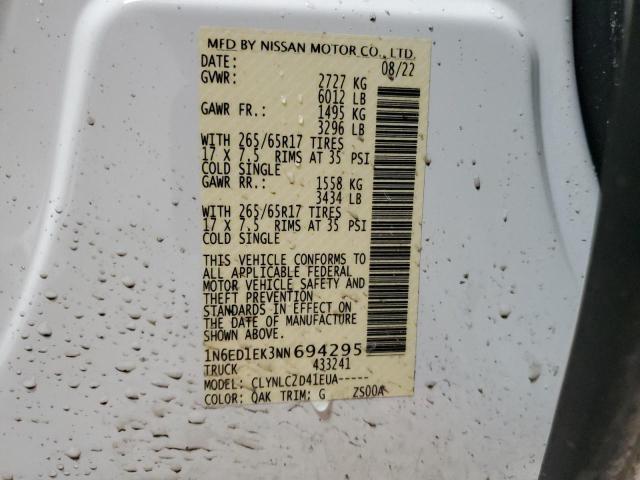 MFD BY NISSAN MOTOR CO., LTD.
DATE: 08/22
GVWR: 2727 KG
6012 LB
GAWR FR.: 1495 KG
3296 LB
WITH 265/65R17 TIRES
17 X 7.5 RIMS AT 35 PSI
COLD SINGLE
GAWR RR.: 1558 KG
3434 LB
WITH 265/65R17 TIRES
17 X 7.5 RIMS AT 35 PSI
COLD SINGLE
THIS VEHICLE CONFORMS TO
ALL APPLICABLE FEDERAL
MOTOR VEHICLE SAFETY AND
THEFT PREVENTION
STANDARDS IN EFFECT ON
THE DATE OF MANUFACTURE
SHOWN ABOVE.
1N6ED1EK3NN694295
TRUCK 433241
MODEL: CLYNLC2D41EUA-----
COLOR: QAK TRIM: G ZS00A